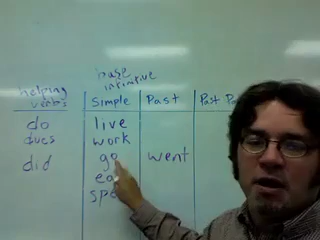 base
infinitive
helping
verbs
Simple
Past
Past
do
live
does
work
did
go
went